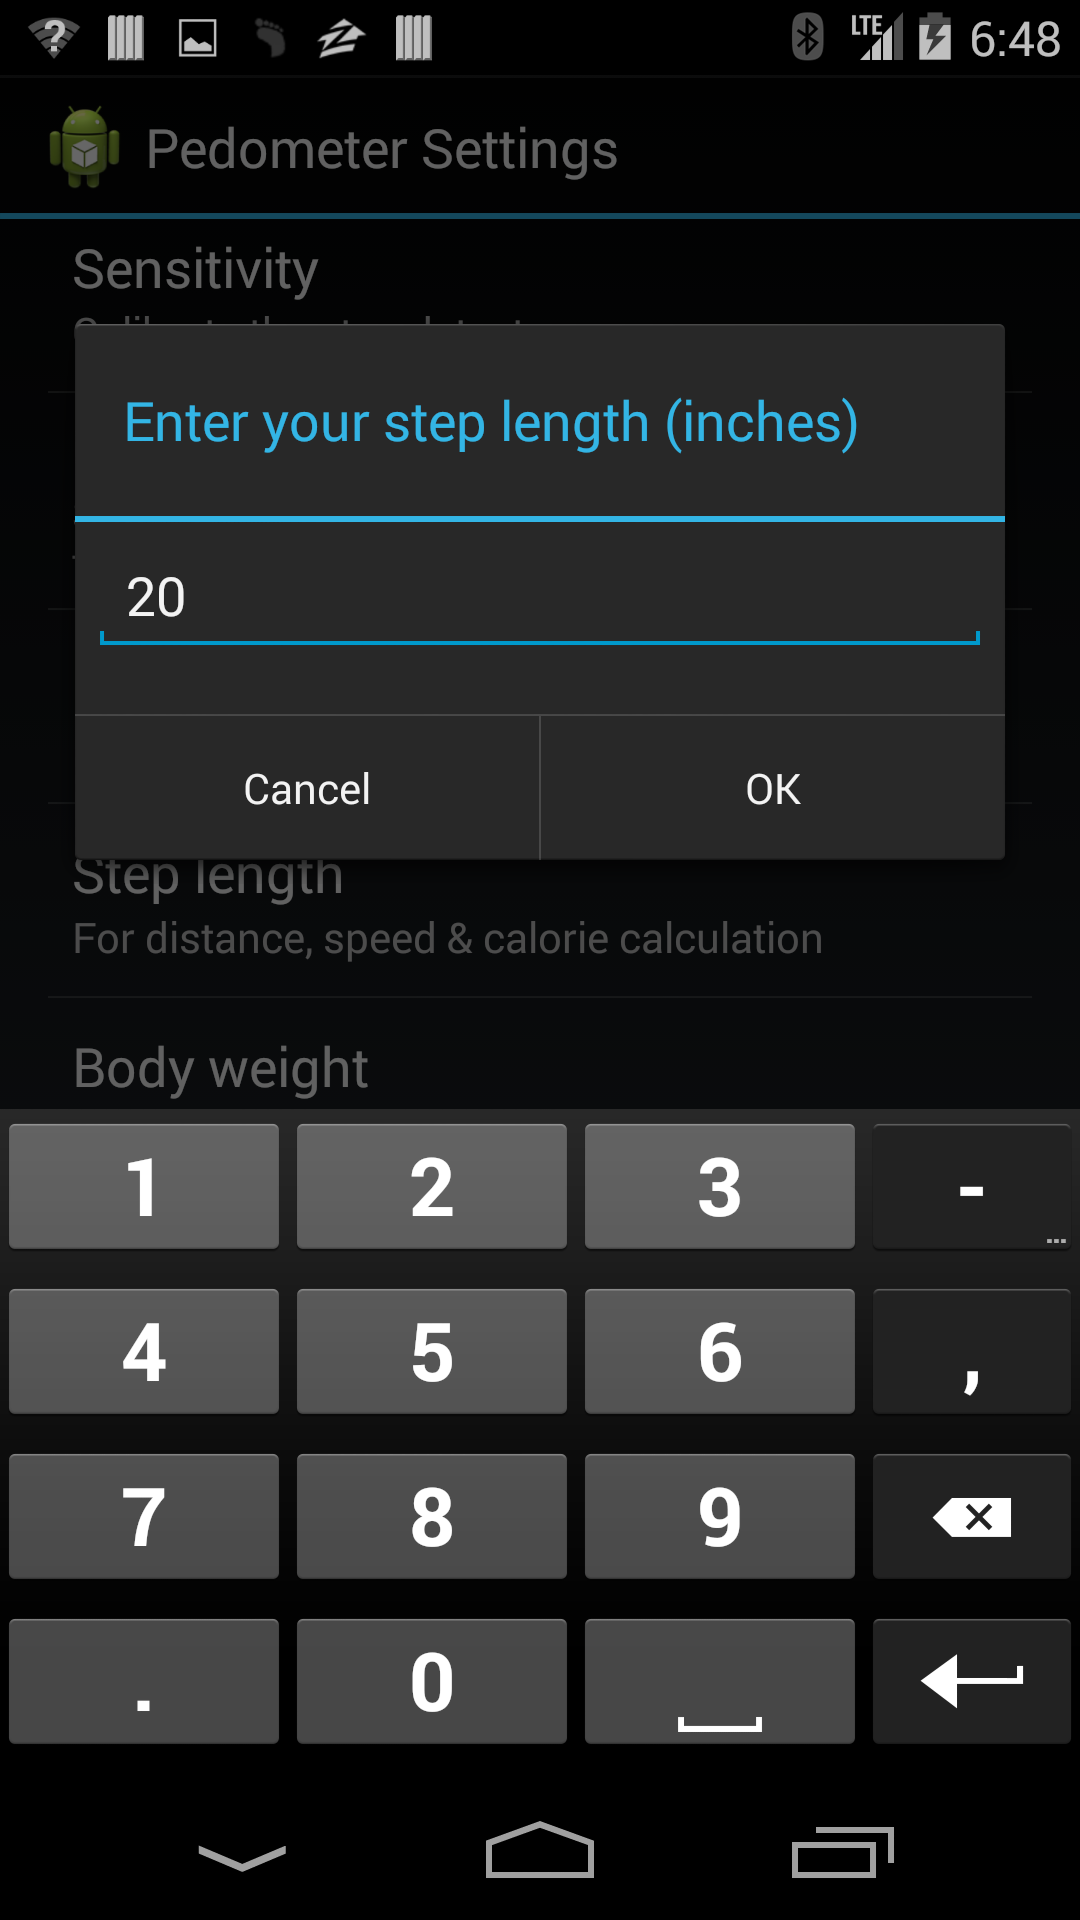 LTE 6:48
Pedometer Settings
Sensitivity
Enter your step length (inches)
20
Cancel OK
Step length
For distance, speed & calorie calculation
Body weight
1 2 3 - ...
4 5 6 ,
7 8 9
. 0